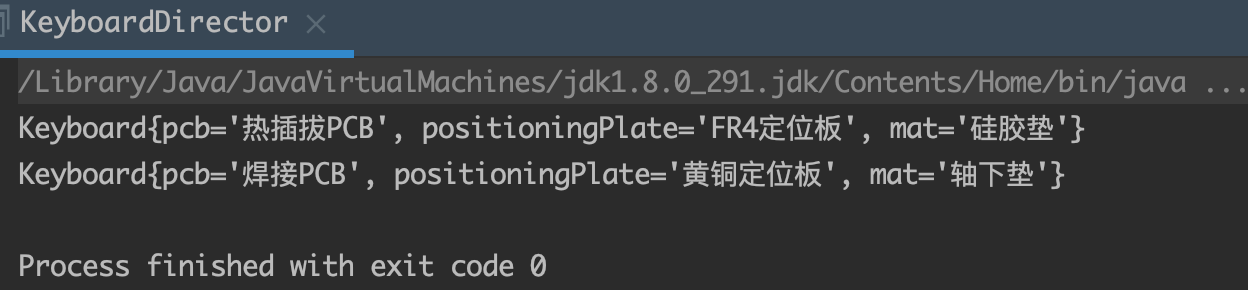 KeyboardDirector
/Library/Java/JavaVirtualMachines/jdk1.8.0_291.jdk/Contents/Home/bin/java ...
Keyboard{pcb='热插拔PCB', positioningPlate='FR4定位板', mat='硅胶垫'}
Keyboard{pcb='焊接PCB', positioningPlate='黄铜定位板', mat='轴下垫'}
Process finished with exit code 0